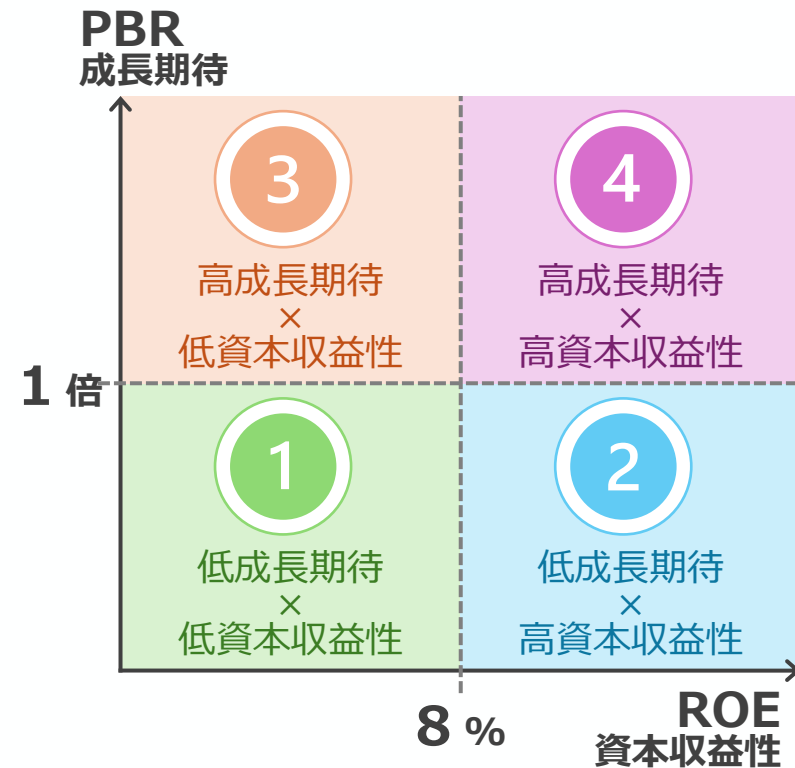 PBR
成長期待
3
高成長期待
×
低資本収益性
4
高成長期待
×
高資本収益性
1 倍
1
低成長期待
×
低資本収益性
2
低成長期待
×
高資本収益性
8 %
ROE
資本収益性